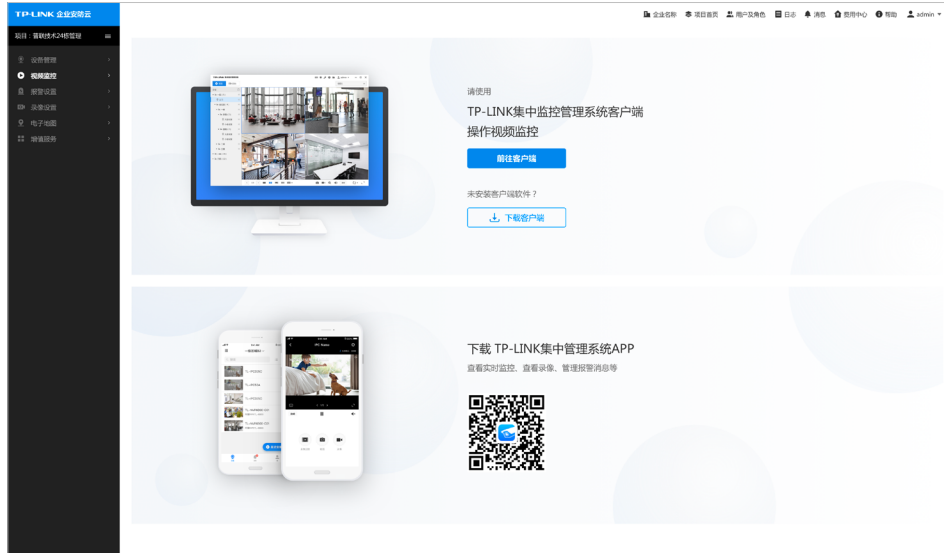 TP-LINK 企业安防云
企业名称
项目首页
用户及角色
日志
消息
费用中心
帮助
admin
项目：普联技术24栋管理
设备管理
视频监控
报警设置
录像设置
电子地图
增值服务
请使用
TP-LINK集中监控管理系统客户端
操作视频监控
前往客户端
未安装客户端软件？
下载客户端
下载 TP-LINK集中管理系统APP
查看实时监控、查看录像、管理报警消息等